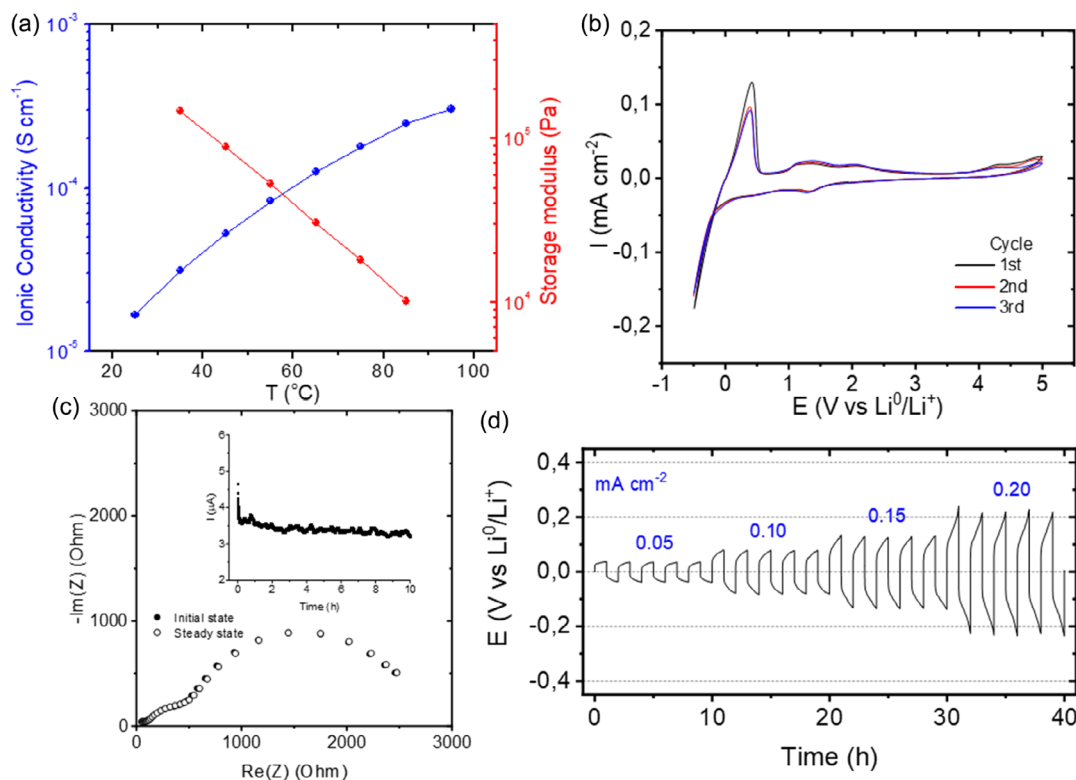 (a)
10⁻³
10⁻⁴
10⁻⁵
Ionic Conductivity (S cm⁻¹)
10⁵
10⁴
Storage modulus (Pa)
20 40 60 80 100
T (°C)
(b)
0,2
0,1
0,0
-0,1
-0,2
I (mA cm⁻²)
Cycle
1st
2nd
3rd
-1 0 1 2 3 4 5
E (V vs Li⁰/Li⁺)
(c)
3000
2000
1000
0
-Im(Z) (Ohm)
6
5
4
3
2
I (uA)
0 2 4 6 8 10
Time (h)
Initial state
Steady state
0 1000 2000 3000
Re(Z) (Ohm)
(d)
0,4
0,2
0,0
-0,2
-0,4
E (V vs Li⁰/Li⁺)
mA cm⁻²
0.05
0.10
0.15
0.20
0 10 20 30 40
Time (h)